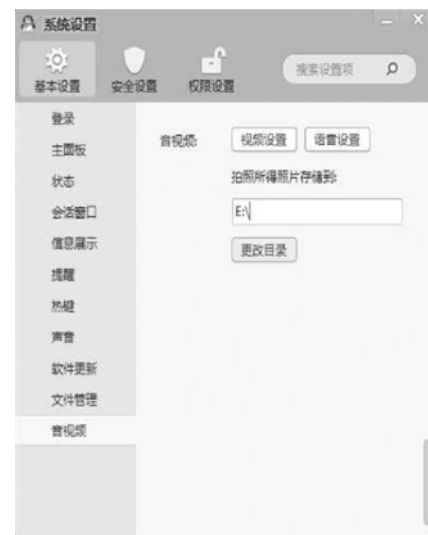 系统设置
基本设置 安全设置 权限设置 搜索设置项
登录
主面板
状态
会话窗口
信息展示
提醒
热键
声音
软件更新
文件管理
音视频
音视频: 视频设置 语音设置
拍照所得照片存储到:
E:\
更改目录